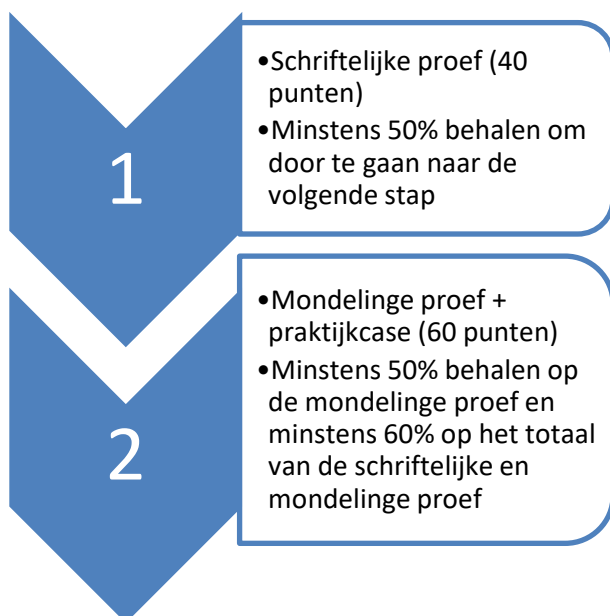 1
•Schriftelijke proef (40
punten)
•Minstens 50% behalen om
door te gaan naar de
volgende stap
2
•Mondelinge proef +
praktijkcase (60 punten)
•Minstens 50% behalen op
de mondelinge proef en
minstens 60% op het totaal
van de schriftelijke en
mondelinge proef